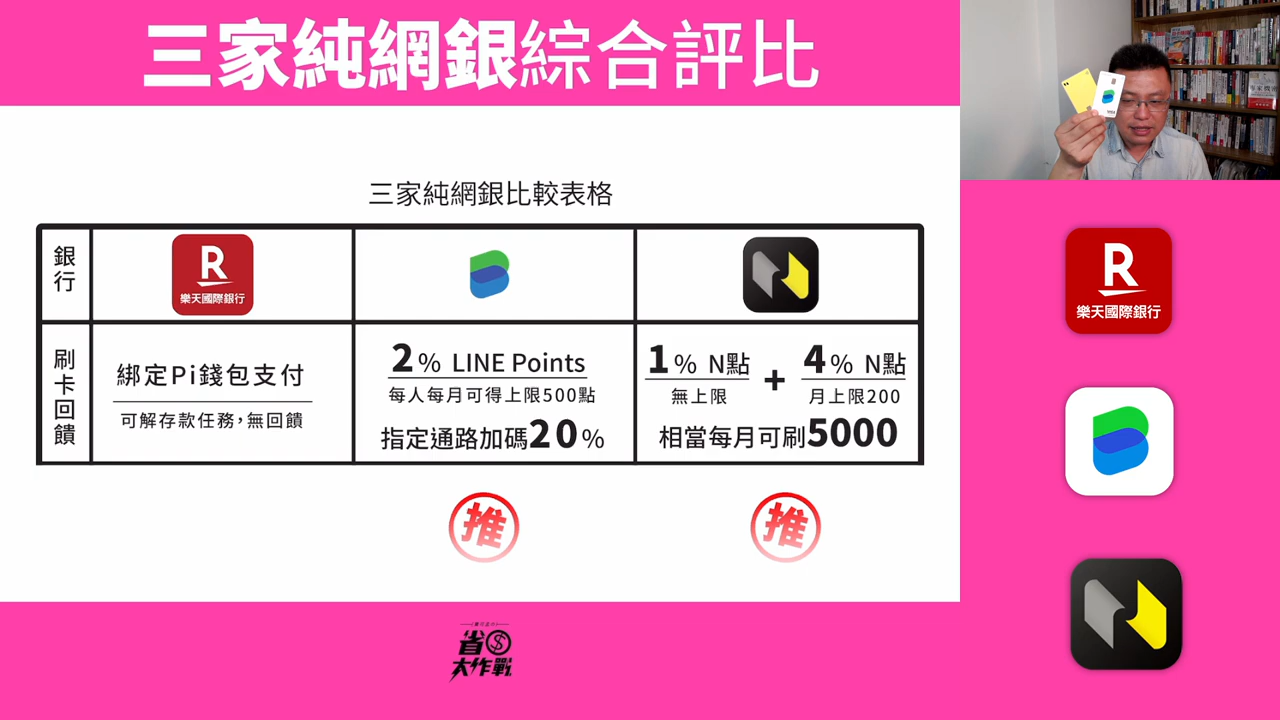 三家純網銀綜合評比
三家純網銀比較表格
銀行
R
樂天國際銀行
刷卡回饋
綁定Pi錢包支付
可解存款任務,無回饋
2% LINE Points
每人每月可得上限500點
指定通路加碼20%
1% N點
無上限
+
4% N點
月上限200
相當每月可刷5000
推
推
省$
大作戰
R
樂天國際銀行